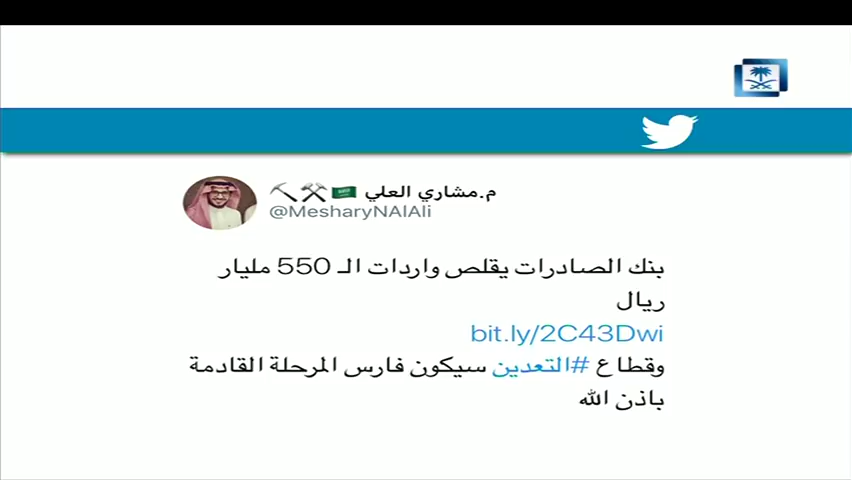 م.مشاري العلي 🇸🇦⚒⛏
@MesharyNAlAli
بنك الصادرات يقلص واردات الـ 550 مليار
ريال
bit.ly/2C43Dwi
وقطاع #التعدين سيكون فارس المرحلة القادمة
باذن الله